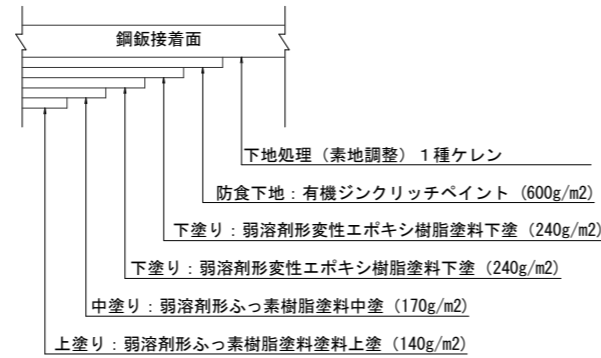 鋼鈑接着面
下地処理（素地調整）１種ケレン
防食下地：有機ジンクリッチペイント（600g/m2）
下塗り：弱溶剤形変性エポキシ樹脂塗料下塗（240g/m2）
下塗り：弱溶剤形変性エポキシ樹脂塗料下塗（240g/m2）
中塗り：弱溶剤形ふっ素樹脂塗料中塗（170g/m2）
上塗り：弱溶剤形ふっ素樹脂塗料塗料上塗（140g/m2）